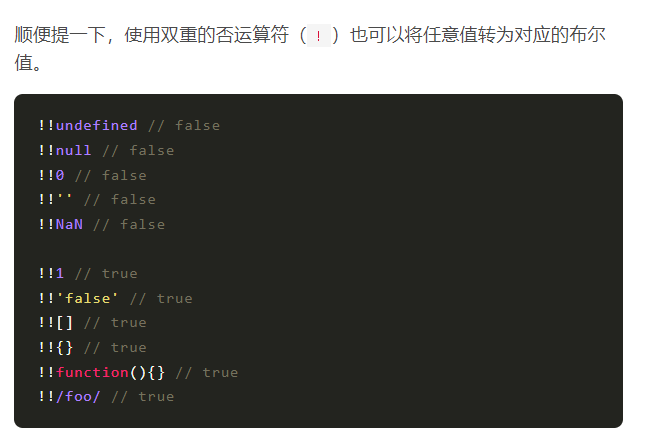 顺便提一下，使用双重的否运算符（!）也可以将任意值转为对应的布尔
值。
!!undefined // false
!!null // false
!!0 // false
!!'' // false
!!NaN // false
!!1 // true
!!'false' // true
!![] // true
!!{} // true
!!function(){} // true
!!/foo/ // true